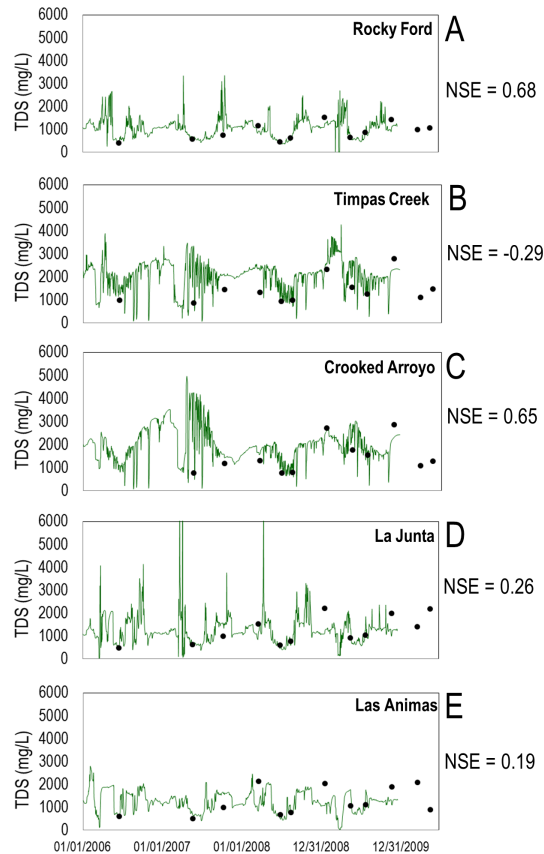 Rocky Ford
A
NSE = 0.68
TDS (mg/L)
6000
5000
4000
3000
2000
1000
0
Timpas Creek
B
NSE = -0.29
TDS (mg/L)
6000
5000
4000
3000
2000
1000
0
Crooked Arroyo
C
NSE = 0.65
TDS (mg/L)
6000
5000
4000
3000
2000
1000
0
La Junta
D
NSE = 0.26
TDS (mg/L)
6000
5000
4000
3000
2000
1000
0
Las Animas
E
NSE = 0.19
TDS (mg/L)
6000
5000
4000
3000
2000
1000
0
01/01/2006 01/01/2007 01/01/2008 12/31/2008 12/31/2009